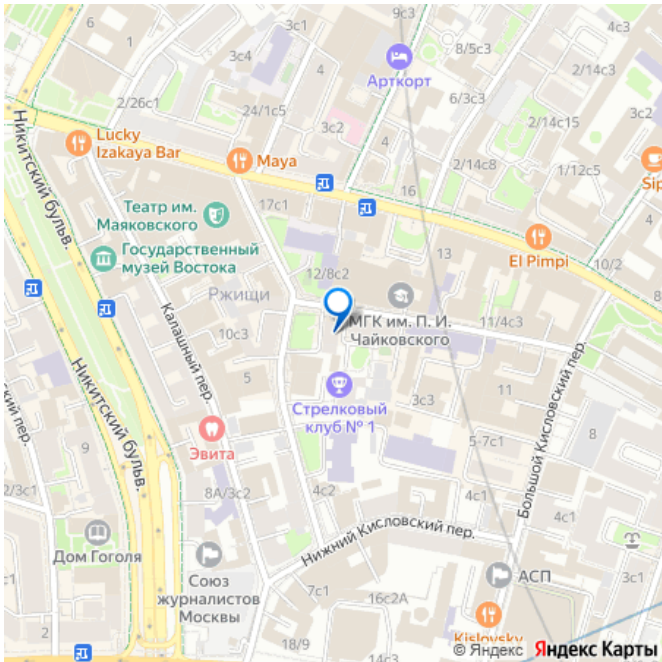 9с3
3с1
4
8/5с3
2/14с3
3с4
Арткорт
4
6/3с3
2/26с1
24/1с5
3с2
2/14с15
Lucky
Izakaya Bar
Maya
2/14с8
1/12с5
Sip
16
Никитский бульв.
Театр им.
Маяковского
17с1
El Pimpi
Государственный
музей Востока
13
10/2
12/8с2
Ржищи
МГК им. П. И.
Чайковского
11/4с3
10с3
Калашный пер.
5
11
3с3
Стрелковый
клуб № 1
8
Большой Кисловский пер.
Никитский бульв.
Эвита
5-7с1
ский пер.
9
2/3с1
8А/3с2
4с2
4с1
4с1
Нижний Кисловский пер.
Дом Гоголя
3с2
Союз
журналистов
Москвы
АСП
7с1
16с2А
2
3с1
Kislovsky
18/9
© Яндекс Яндекс Карты